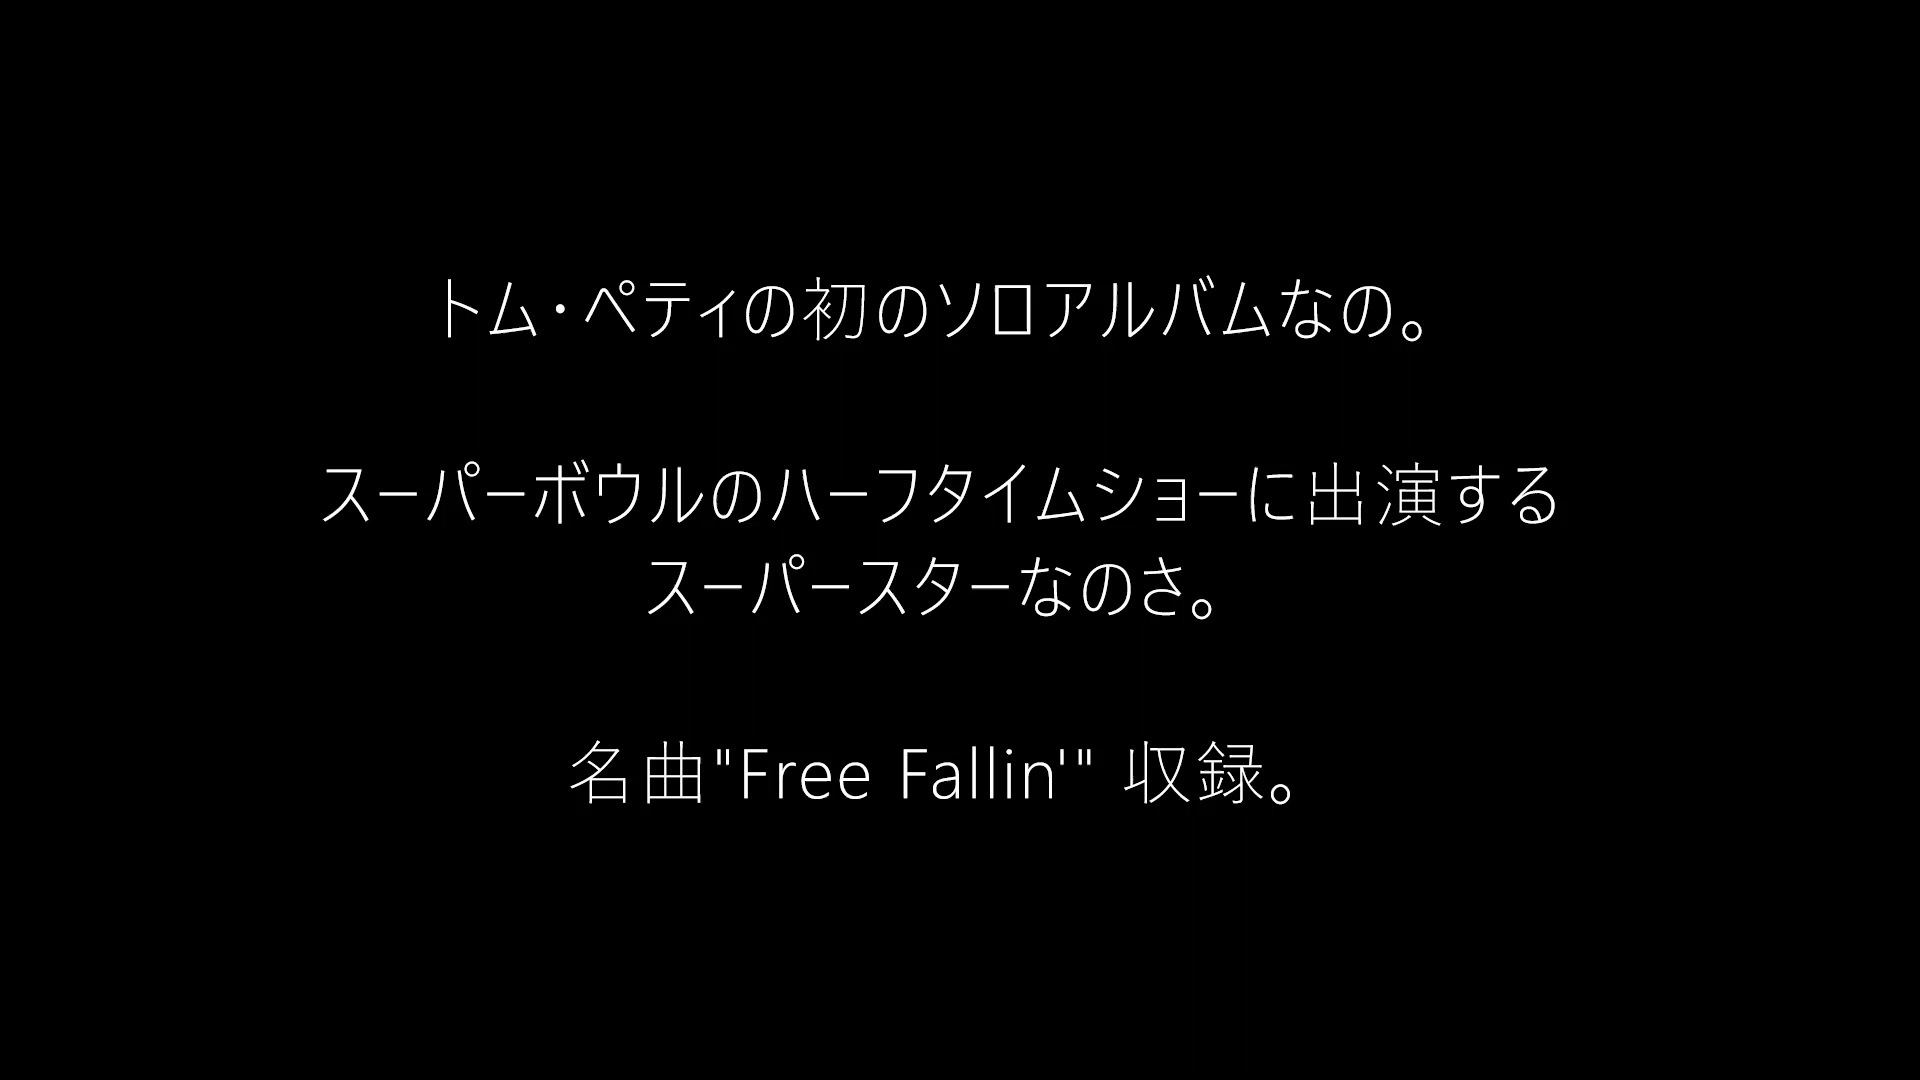 トム・ペティの初のソロアルバムなの。
スーパーボウルのハーフタイムショーに出演する
スーパースターなのさ。
名曲"Free Fallin'" 収録。